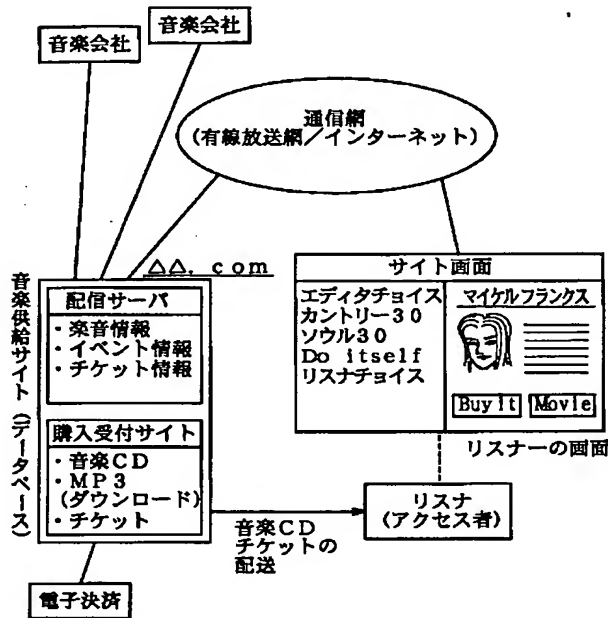 音楽会社
音楽会社
通信網
(有線放送網/インターネット)
△△. com
音楽供給サイト(データベース)
配信サーバ
・楽音情報
・イベント情報
・チケット情報
購入受付サイト
・音楽CD
・MP3
(ダウンロード)
・チケット
電子決済
サイト画面
エディタチョイス
カントリー30
ソウル30
Do itself
リスナチョイス
マイケルフランクス
Buy It
Movie
リスナーの画面
リスナ
(アクセス者)
音楽CD
チケットの
配送